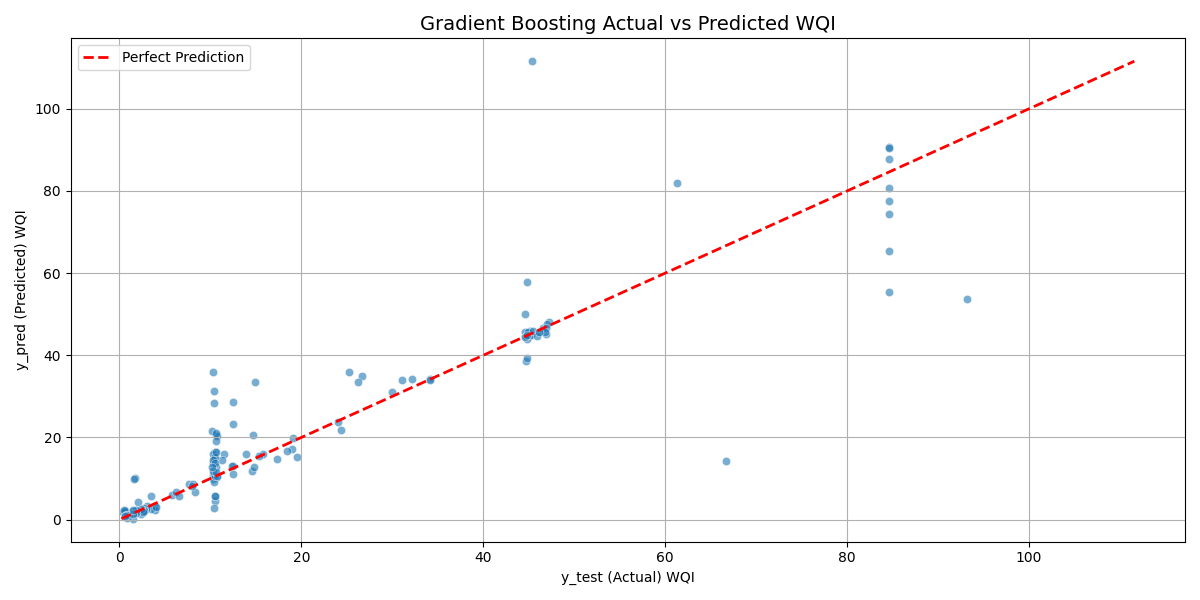 Gradient Boosting Actual vs Predicted WQI
Perfect Prediction
y_pred (Predicted) WQI
100
80
60
40
20
0
0 20 40 60 80 100
y_test (Actual) WQI